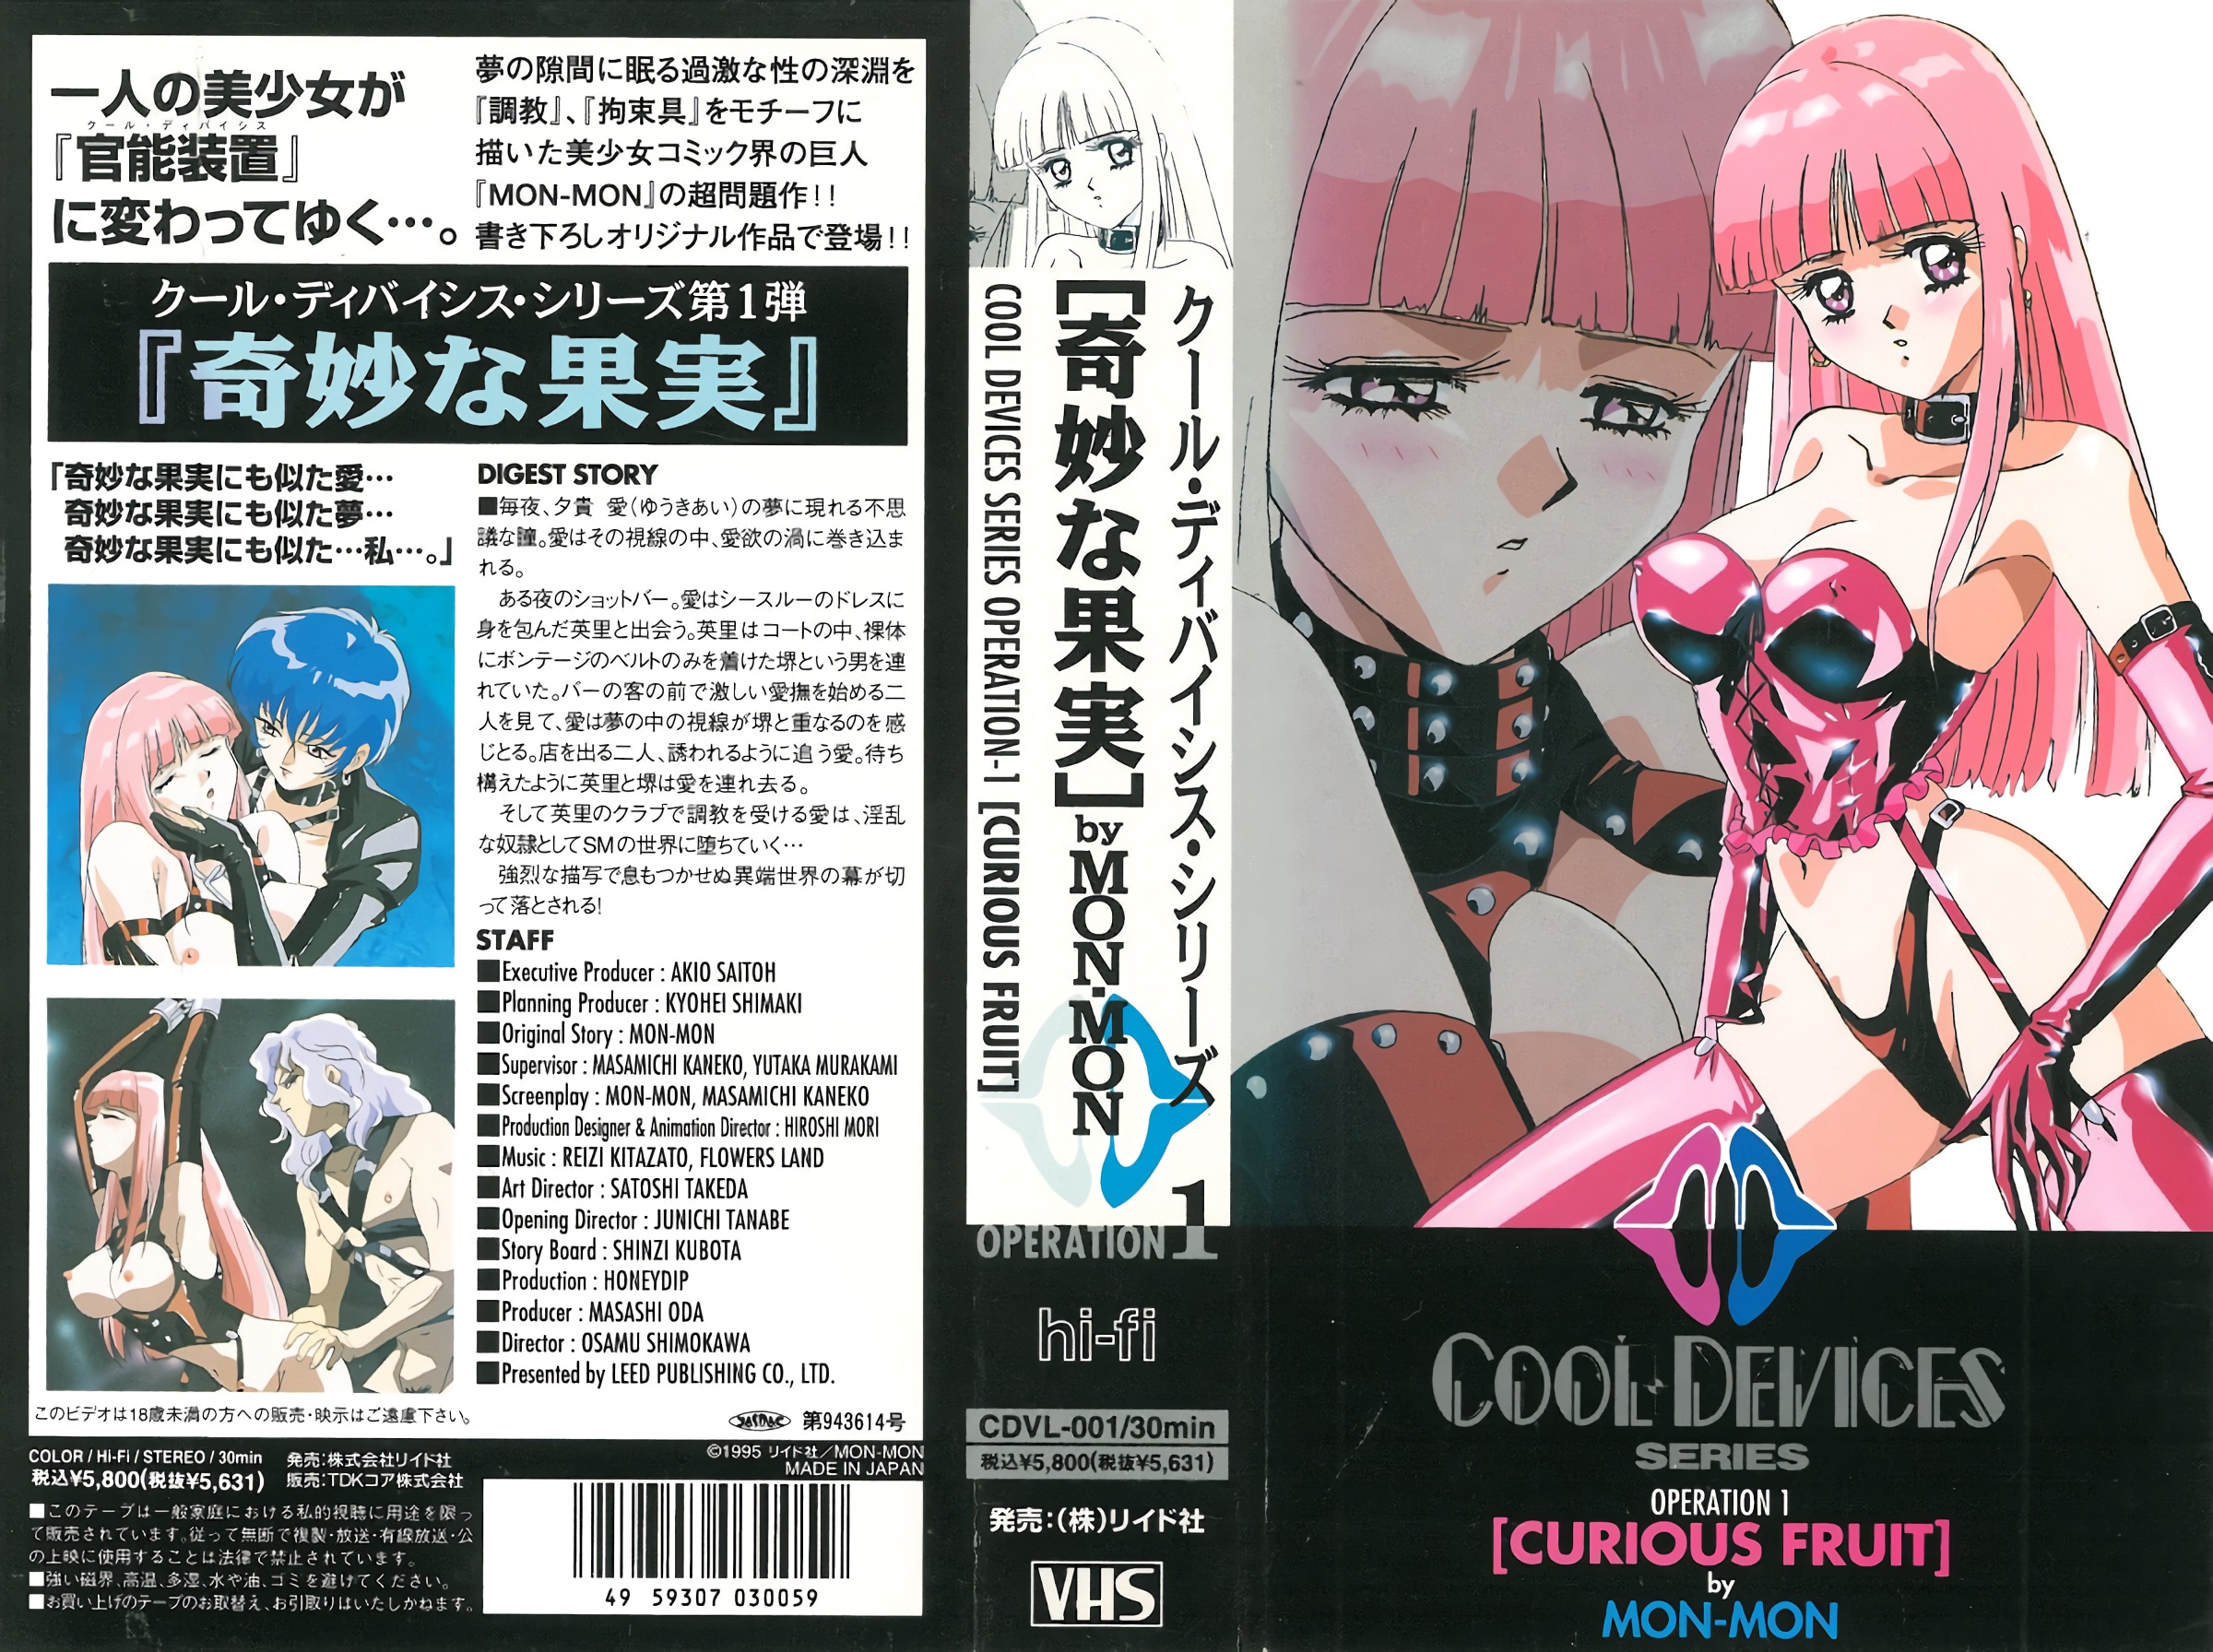 一人の美少女が
クール・ディバイシス
『官能装置』
に変わってゆく…。
夢の隙間に眠る過激な性の深淵を
『調教』、『拘束具』をモチーフに
描いた美少女コミック界の巨人
『MON-MON』の超問題作!!
書き下ろしオリジナル作品で登場!!
クール・ディバイシス・シリーズ第1弾
『奇妙な果実』
「奇妙な果実にも似た愛…
奇妙な果実にも似た夢…
奇妙な果実にも似た…私…。」
DIGEST STORY
■毎夜、夕貴 愛(ゆうきあい)の夢に現れる不思
議な瞳。愛はその視線の中、愛欲の渦に巻き込ま
れる。
ある夜のショットバー。愛はシースルーのドレスに
身を包んだ英里と出会う。英里はコートの中、裸体
にボンテージのベルトのみを着けた堺という男を連
れていた。バーの客の前で激しい愛撫を始める二
人を見て、愛は夢の中の視線が堺と重なるのを感
じとる。店を出る二人、誘われるように追う愛。待ち
構えたように英里と堺は愛を連れ去る。
そして英里のクラブで調教を受ける愛は、淫乱
な奴隷としてSMの世界に堕ちていく…
強烈な描写で息もつかせぬ異端世界の幕が切
って落とされる!
STAFF
■Executive Producer : AKIO SAITOH
■Planning Producer : KYOHEI SHIMAKI
■Original Story : MON-MON
■Supervisor : MASAMICHI KANEKO, YUTAKA MURAKAMI
■Screenplay : MON-MON, MASAMICHI KANEKO
■Production Designer & Animation Director : HIROSHI MORI
■Music : REIZI KITAZATO, FLOWERS LAND
■Art Director : SATOSHI TAKEDA
■Opening Director : JUNICHI TANABE
■Story Board : SHINZI KUBOTA
■Production : HONEYDIP
■Producer : MASASHI ODA
■Director : OSAMU SHIMOKAWA
■Presented by LEED PUBLISHING CO., LTD.
このビデオは18歳未満の方への販売・映示はご遠慮下さい。
JASRAC 第943614号
COLOR / Hi-Fi / STEREO / 30min
税込¥5,800(税抜¥5,631)
発売:株式会社リイド社
販売:TDKコア株式会社
©1995 リイド社/MON-MON
MADE IN JAPAN
■このテープは一般家庭における私的視聴に用途を限っ
て販売されています。従って無断で複製・放送・有線放送・公
の上映に使用することは法律で禁止されています。
■強い磁界、高温、多湿、水や油、ゴミを避けてください。
■お買い上げのテープのお取替え、お引取りはいたしかねます。
49 59307 030059
クール・ディバイシス・シリーズ
[奇妙な果実] by MON-MON
COOL DEVICES SERIES OPERATION-1 [CURIOUS FRUIT]
OPERATION 1
hi-fi
CDVL-001/30min
税込¥5,800(税抜¥5,631)
発売:(株)リイド社
VHS
COOL DEVICES
SERIES
OPERATION 1
[CURIOUS FRUIT]
by
MON-MON